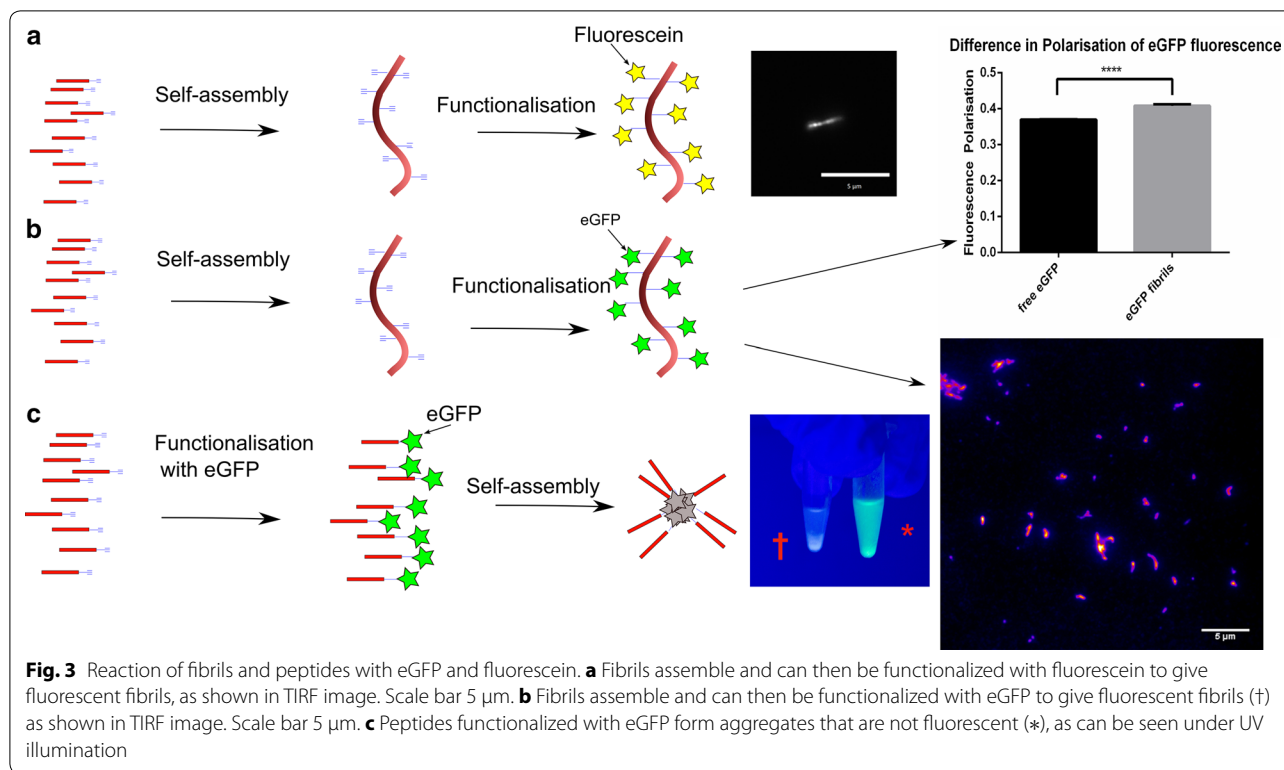 a
Self-assembly
Functionalisation
Fluorescein
5 µm
Difference in Polarisation of eGFP fluorescence
Fluorescence Polarisation
0.5
0.4
0.3
0.2
0.1
0.0
****
free eGFP
eGFP fibrils
b
Self-assembly
Functionalisation
eGFP
5 µm
c
Functionalisation
with eGFP
eGFP
Self-assembly
†
*
Fig. 3 Reaction of fibrils and peptides with eGFP and fluorescein. a Fibrils assemble and can then be functionalized with fluorescein to give
fluorescent fibrils, as shown in TIRF image. Scale bar 5 µm. b Fibrils assemble and can then be functionalized with eGFP to give fluorescent fibrils (†)
as shown in TIRF image. Scale bar 5 µm. c Peptides functionalized with eGFP form aggregates that are not fluorescent (*), as can be seen under UV
illumination